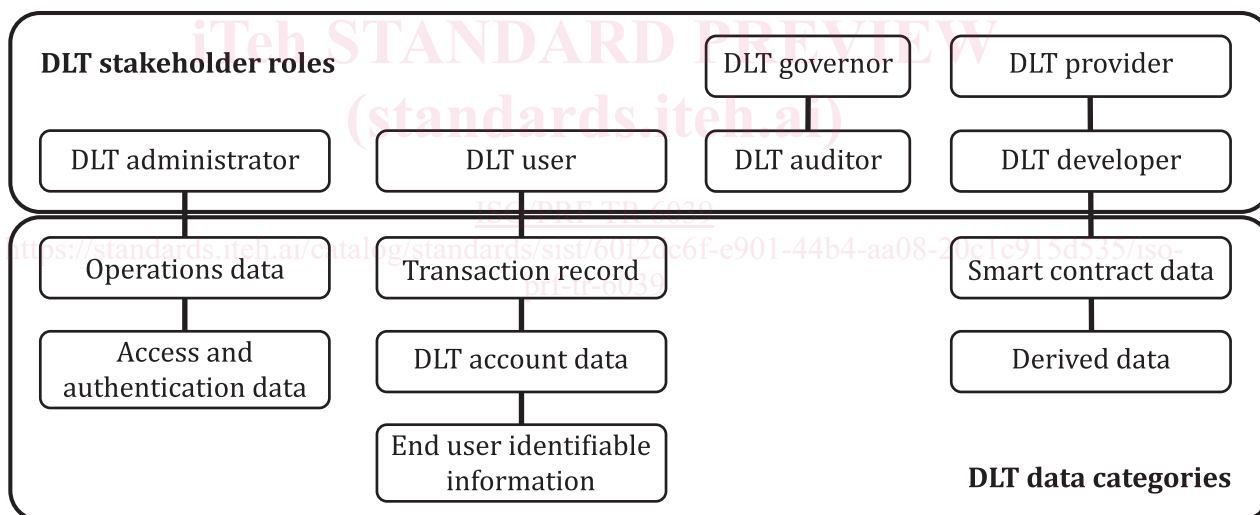 iTeh STANDARD PREVIEW
(standards.iteh.ai)
DLT stakeholder roles
DLT governor
DLT provider
DLT administrator
DLT user
DLT auditor
DLT developer
ISO/PRF TR 6039
https://standards.iteh.ai/catalog/standards/sist/60f2dc6f-e901-44b4-aa08-20c1c915d535/iso-
prf-tr-6039
Operations data
Transaction record
Smart contract data
Access and
authentication data
DLT account data
Derived data
End user identifiable
information
DLT data categories